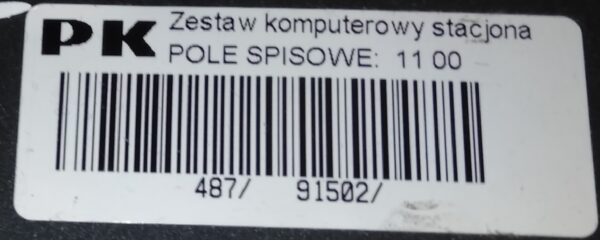 PK Zestaw komputerowy stacjona
POLE SPISOWE: 11 00
487/ 91502/